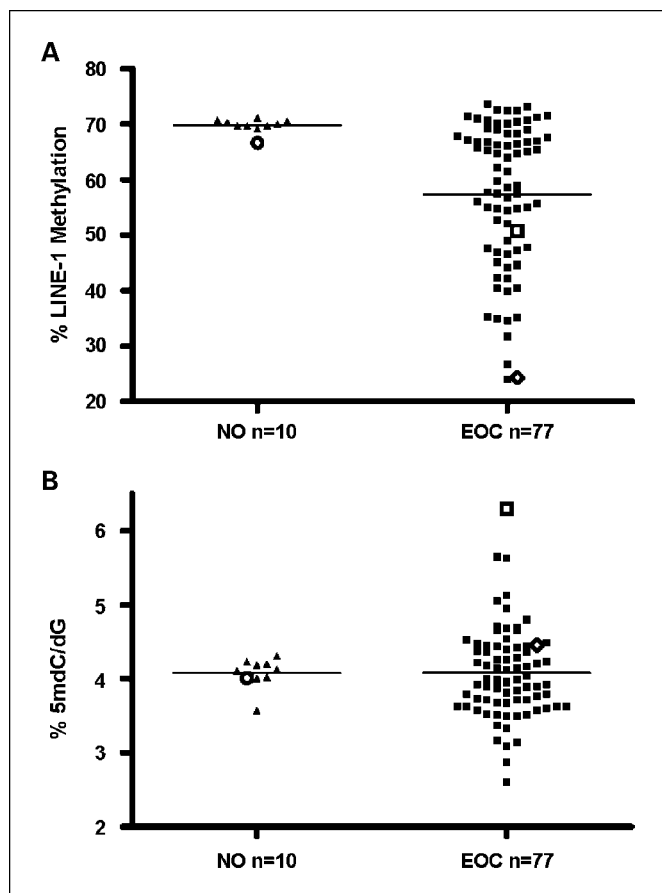 A
80
70
60
50
40
30
20
% LINE-1 Methylation
NO n=10
EOC n=77
B
6
5
4
3
2
% 5mdC/dG
NO n=10
EOC n=77